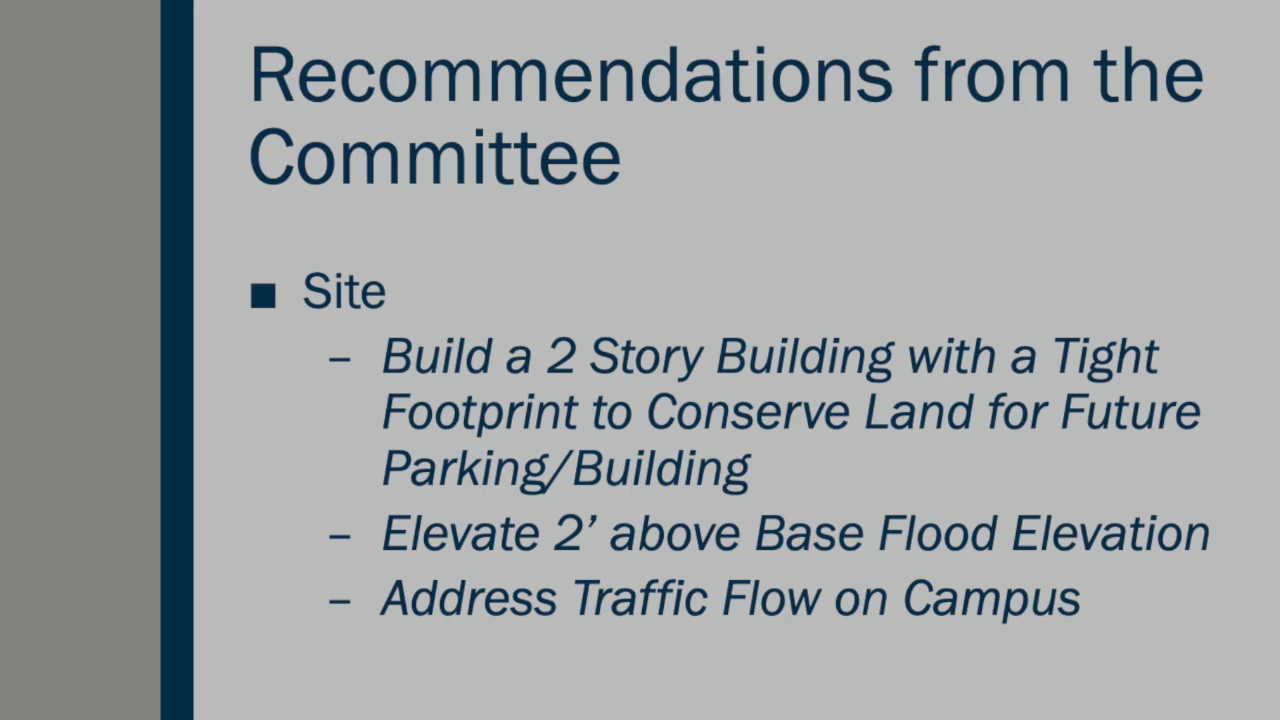 Recommendations from the
Committee
■ Site
– Build a 2 Story Building with a Tight
Footprint to Conserve Land for Future
Parking/Building
– Elevate 2’ above Base Flood Elevation
– Address Traffic Flow on Campus